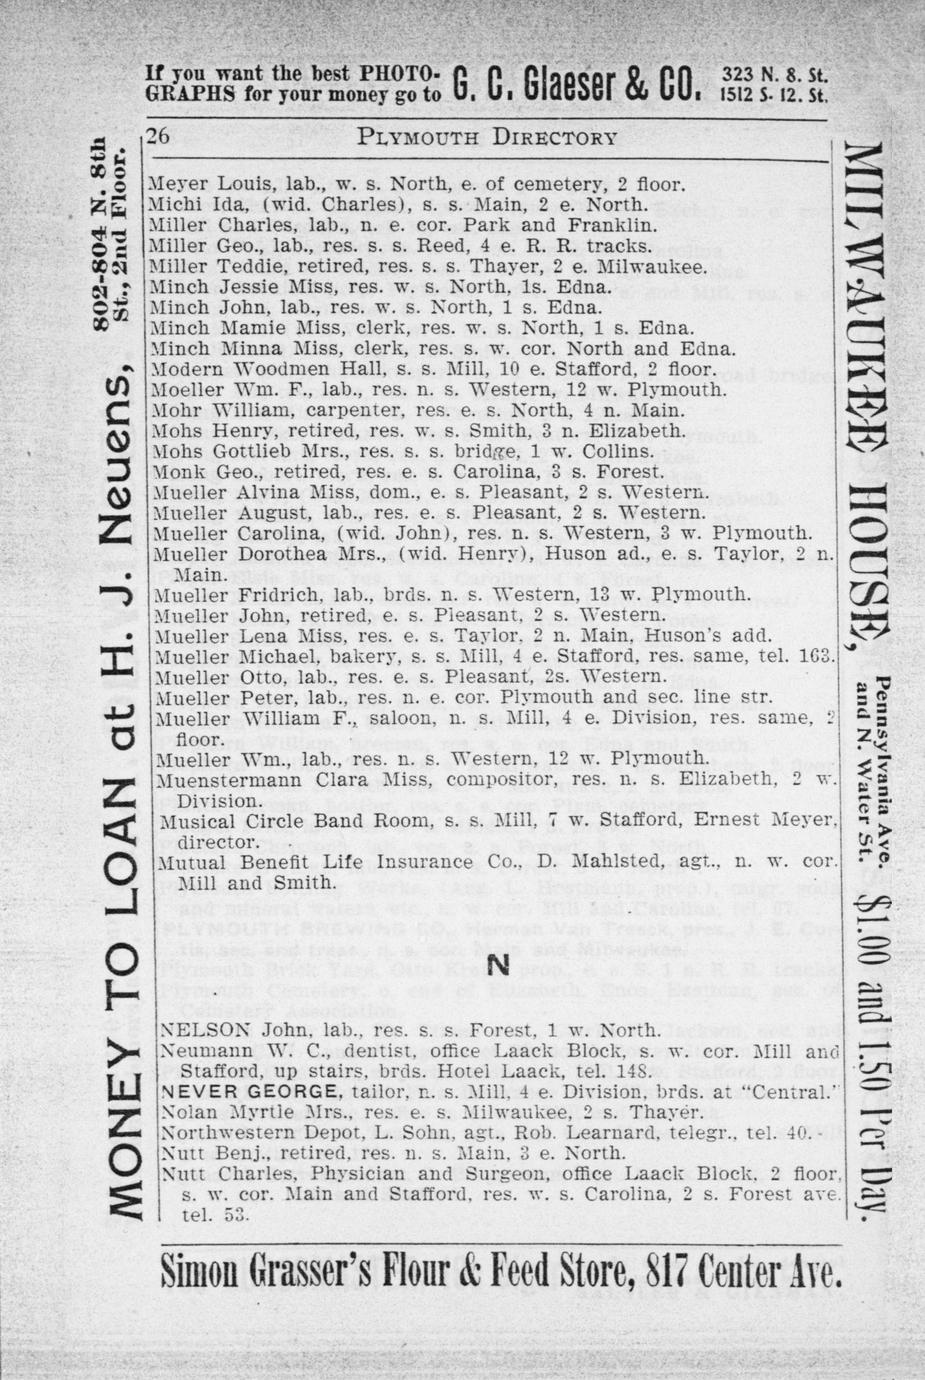 If you want the best PHOTO-
GRAPHS for your money go to
G. C. Glaeser & CO.
323 N. 8. St.
1512 S. 12. St.
26
PLYMOUTH DIRECTORY
Meyer Louis, lab., w. s. North, e. of cemetery, 2 floor.
Michi Ida, (wid. Charles), s. s. Main, 2 e. North.
Miller Charles, lab., n. e. cor. Park and Franklin.
Miller Geo., lab., res. s. s. Reed, 4 e. R. R. tracks.
Miller Teddie, retired, res. s. s. Thayer, 2 e. Milwaukee.
Minch Jessie Miss, res. w. s. North, 1s. Edna.
Minch John, lab., res. w. s. North, 1 s. Edna.
Minch Mamie Miss, clerk, res. w. s. North, 1 s. Edna.
Minch Minna Miss, clerk, res. s. w. cor. North and Edna.
Modern Woodmen Hall, s. s. Mill, 10 e. Stafford, 2 floor.
Moeller Wm. F., lab., res. n. s. Western, 12 w. Plymouth.
Mohr William, carpenter, res. e. s. North, 4 n. Main.
Mohs Henry, retired, res. w. s. Smith, 3 n. Elizabeth.
Mohs Gottlieb Mrs., res. s. s. bridge, 1 w. Collins.
Monk Geo., retired, res. e. s. Carolina, 3 s. Forest.
Mueller Alvina Miss, dom., e. s. Pleasant, 2 s. Western.
Mueller August, lab., res. e. s. Pleasant, 2 s. Western.
Mueller Carolina, (wid. John), res. n. s. Western, 3 w. Plymouth.
Mueller Dorothea Mrs., (wid. Henry), Huson ad., e. s. Taylor, 2 n.
Main.
Mueller Fridrich, lab., brds. n. s. Western, 13 w. Plymouth.
Mueller John, retired, e. s. Pleasant, 2 s. Western.
Mueller Lena Miss, res. e. s. Taylor, 2 n. Main, Huson's add.
Mueller Michael, bakery, s. s. Mill, 4 e. Stafford, res. same, tel. 163.
Mueller Otto, lab., res. e. s. Pleasant, 2s. Western.
Mueller Peter, lab., res. n. e. cor. Plymouth and sec. line str.
Mueller William F., saloon, n. s. Mill, 4 e. Division, res. same, 2
floor.
Mueller Wm., lab., res. n. s. Western, 12 w. Plymouth.
Muenstermann Clara Miss, compositor, res. n. s. Elizabeth, 2 w.
Division.
Musical Circle Band Room, s. s. Mill, 7 w. Stafford, Ernest Meyer,
director.
Mutual Benefit Life Insurance Co., D. Mahlsted, agt., n. w. cor.
Mill and Smith.
N
NELSON John, lab., res. s. s. Forest, 1 w. North.
Neumann W. C., dentist, office Laack Block, s. w. cor. Mill and
Stafford, up stairs, brds. Hotel Laack, tel. 148.
NEVER GEORGE, tailor, n. s. Mill, 4 e. Division, brds. at "Central."
Nolan Myrtle Mrs., res. e. s. Milwaukee, 2 s. Thayer.
Northwestern Depot, L. Sohn, agt., Rob. Learnard, telegr., tel. 40.
Nutt Benj., retired, res. n. s. Main, 3 e. North.
Nutt Charles, Physician and Surgeon, office Laack Block, 2 floor,
s. w. cor. Main and Stafford, res. w. s. Carolina, 2 s. Forest ave.
tel. 53.
MONEY TO LOAN at H. J. Neuens,
802-804 N. 8th
St., 2nd Floor.
MILWAUKEE HOUSE,
Pennsylvania Ave.
and N. Water St.
$1.00 and 1.50 Per Day.
Simon Grasser's Flour & Feed Store, 817 Center Ave.